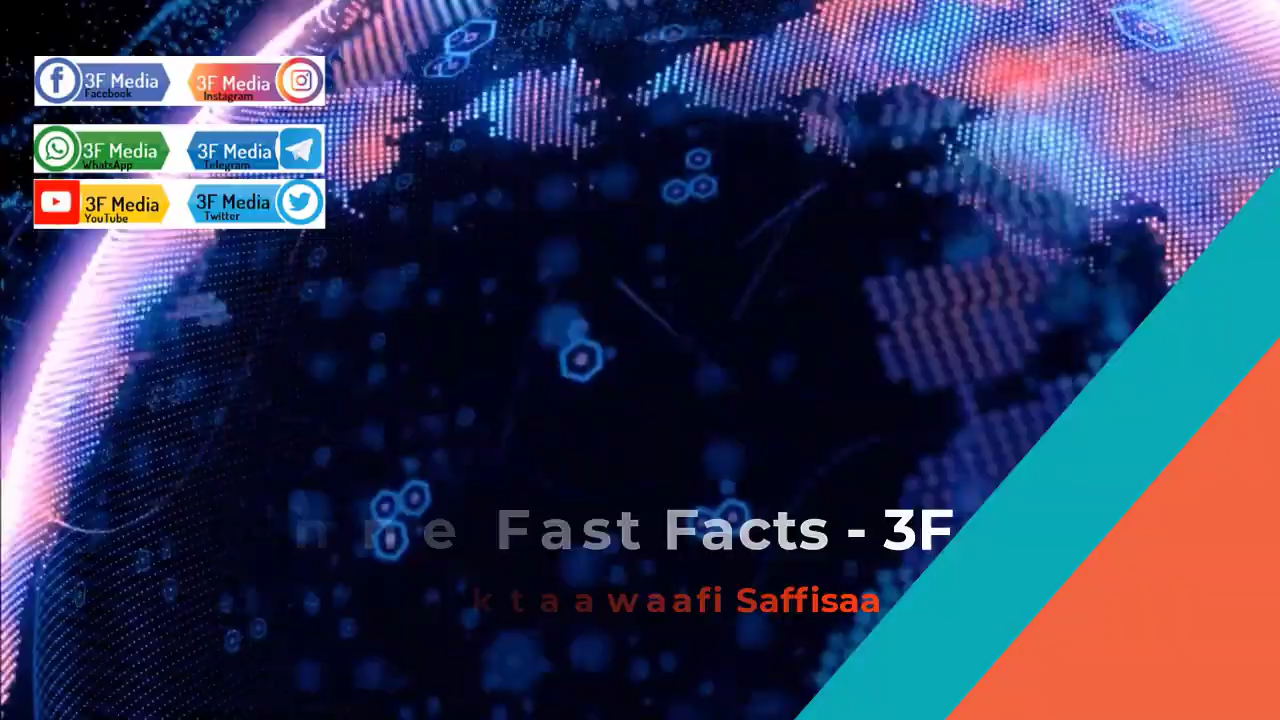 3F Media
Facebook
3F Media
Instagram
3F Media
WhatsApp
3F Media
Telegram
3F Media
YouTube
3F Media
Twitter
Fast Facts - 3F
ktaawaafi Saffisaa